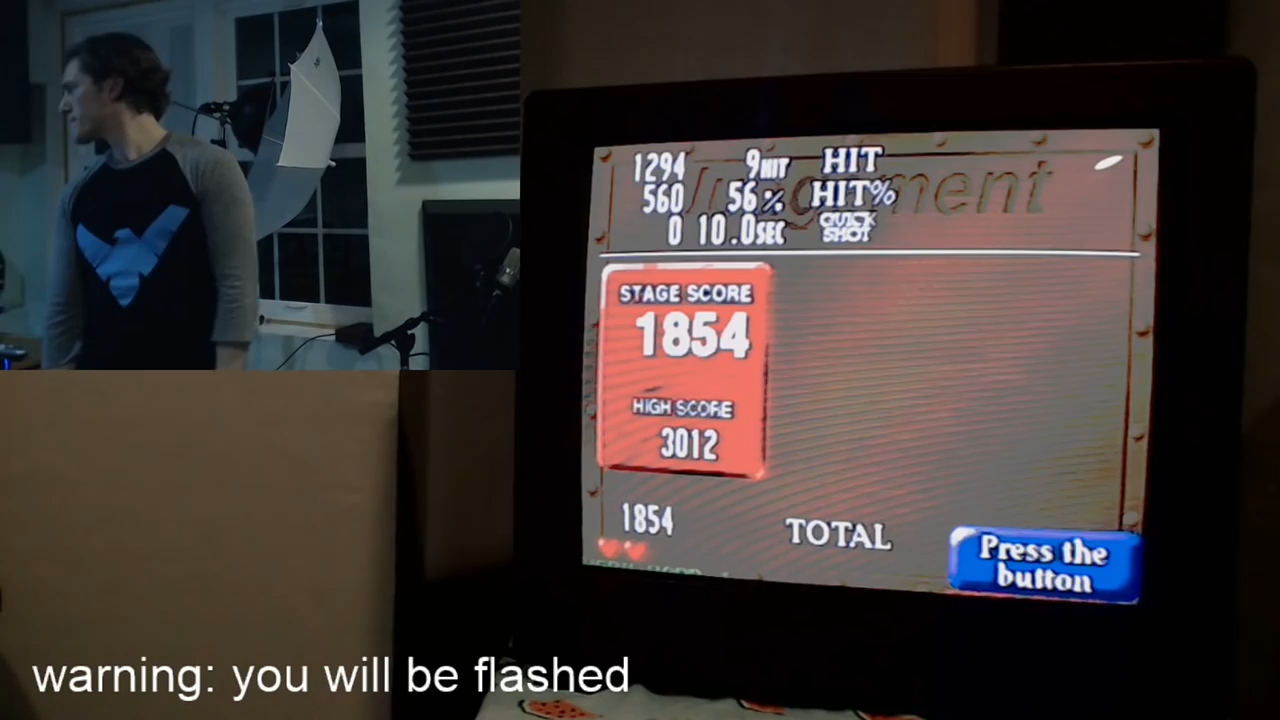 1294 9HIT HIT
560 56% HIT%
0 10.0SEC QUICK SHOT
STAGE SCORE
1854
HIGH SCORE
3012
1854 TOTAL
Press the
button
warning: you will be flashed